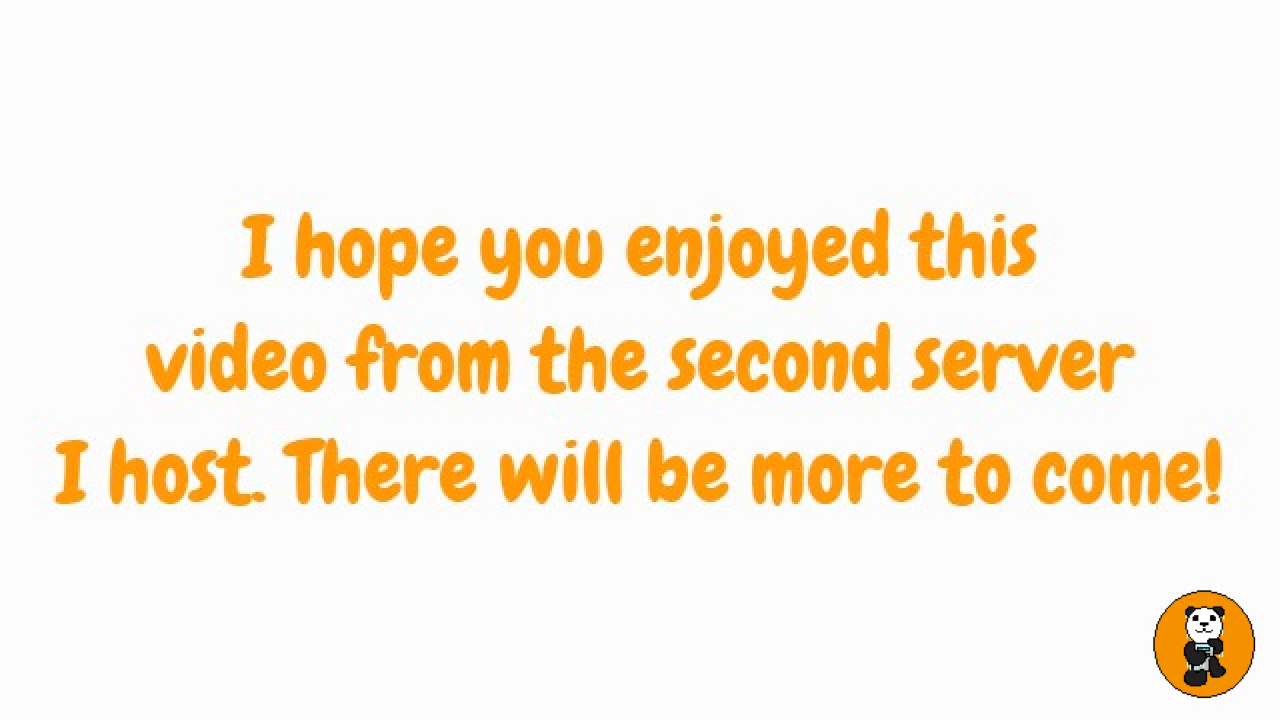 I hope you enjoyed this
video from the second server
I host. There will be more to come!